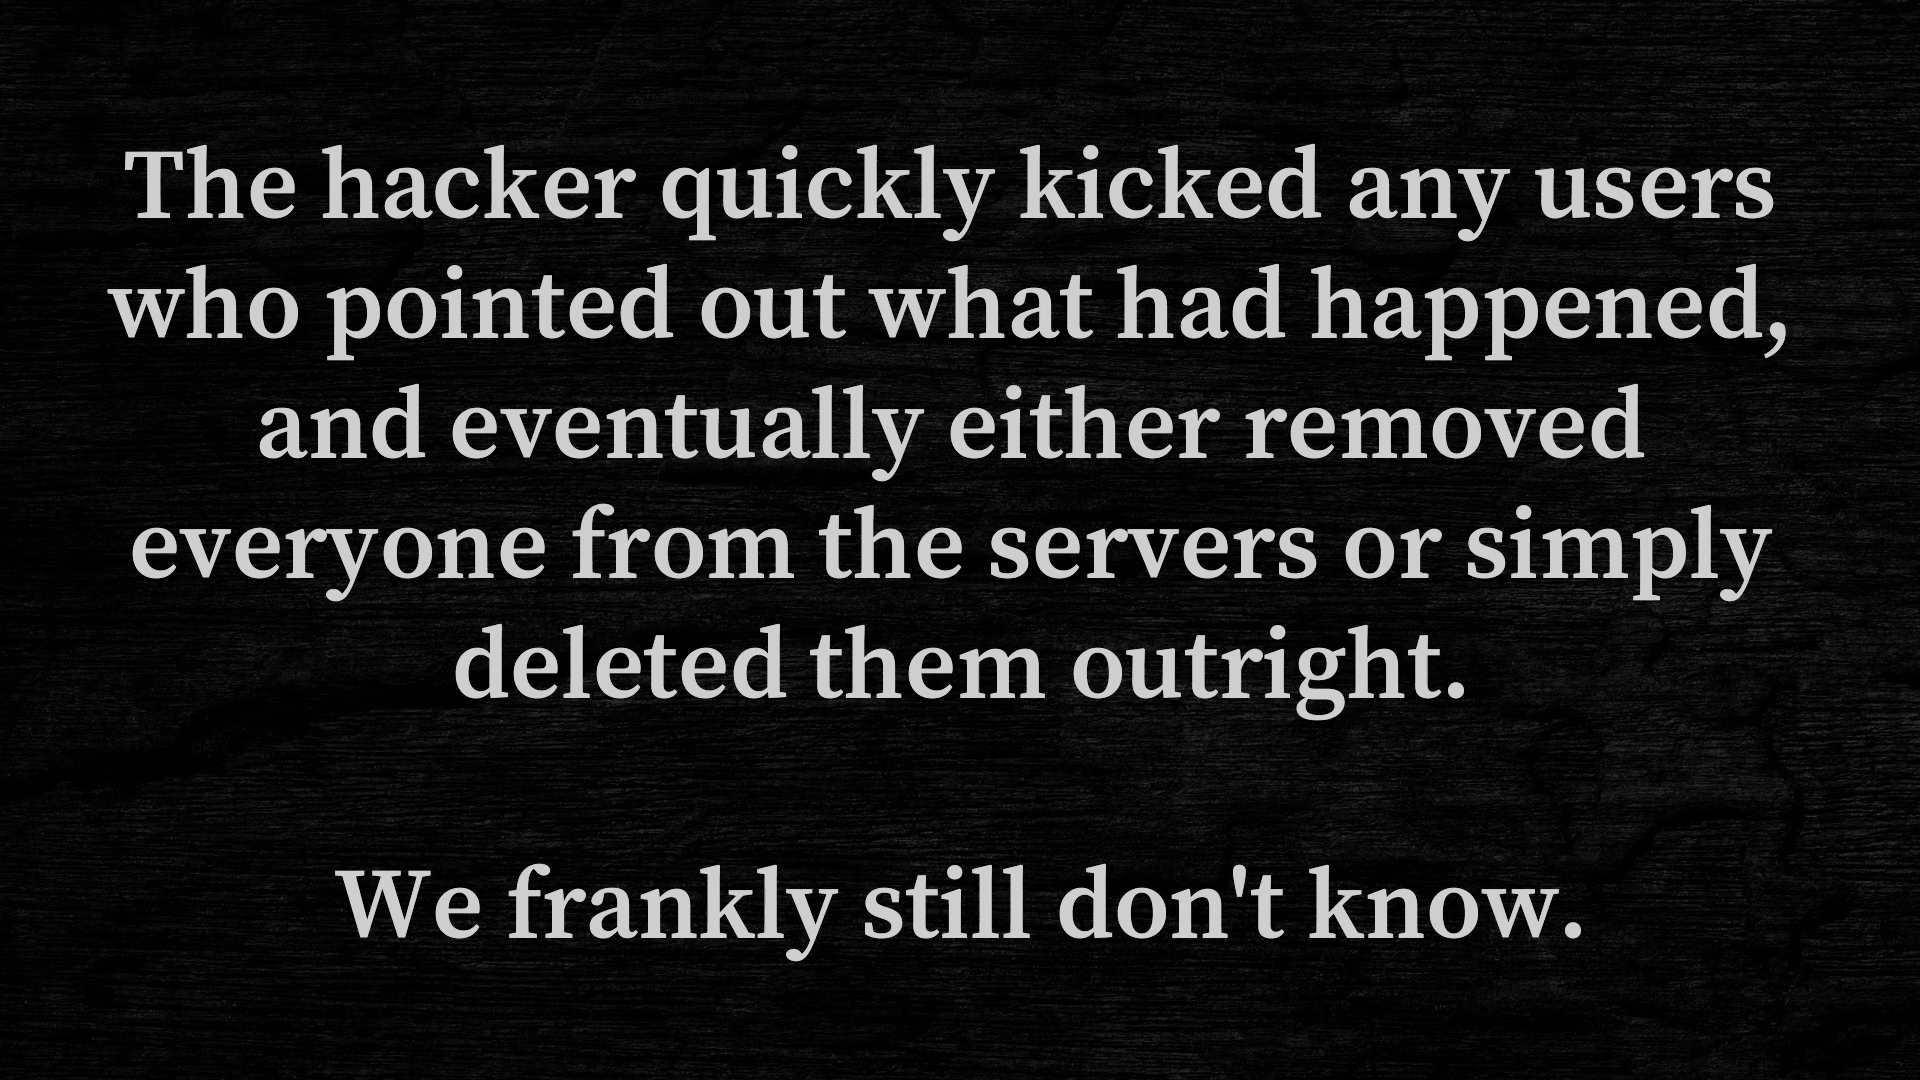 The hacker quickly kicked any users
who pointed out what had happened,
and eventually either removed
everyone from the servers or simply
deleted them outright.
We frankly still don't know.